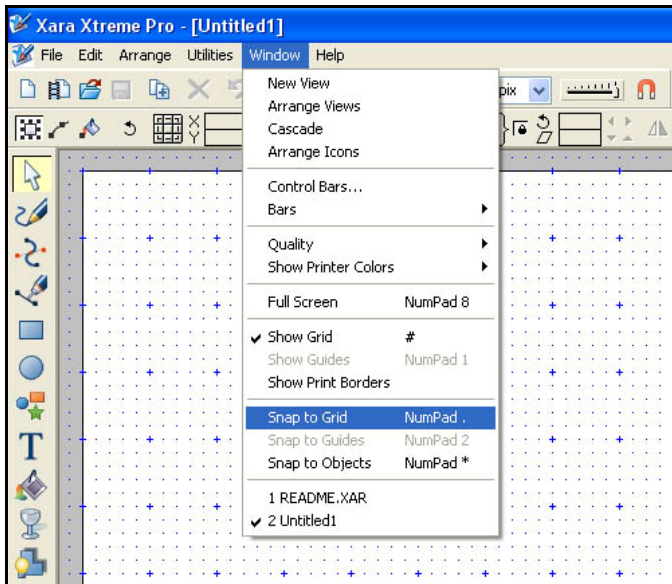 Xara Xtreme Pro - [Untitled1]
File Edit Arrange Utilities Window Help
pix
New View
Arrange Views
Cascade
Arrange Icons
Control Bars...
Bars
Quality
Show Printer Colors
Full Screen NumPad 8
Show Grid #
Show Guides NumPad 1
Show Print Borders
Snap to Grid NumPad .
Snap to Guides NumPad 2
Snap to Objects NumPad *
1 README.XAR
2 Untitled1
X
Y
T